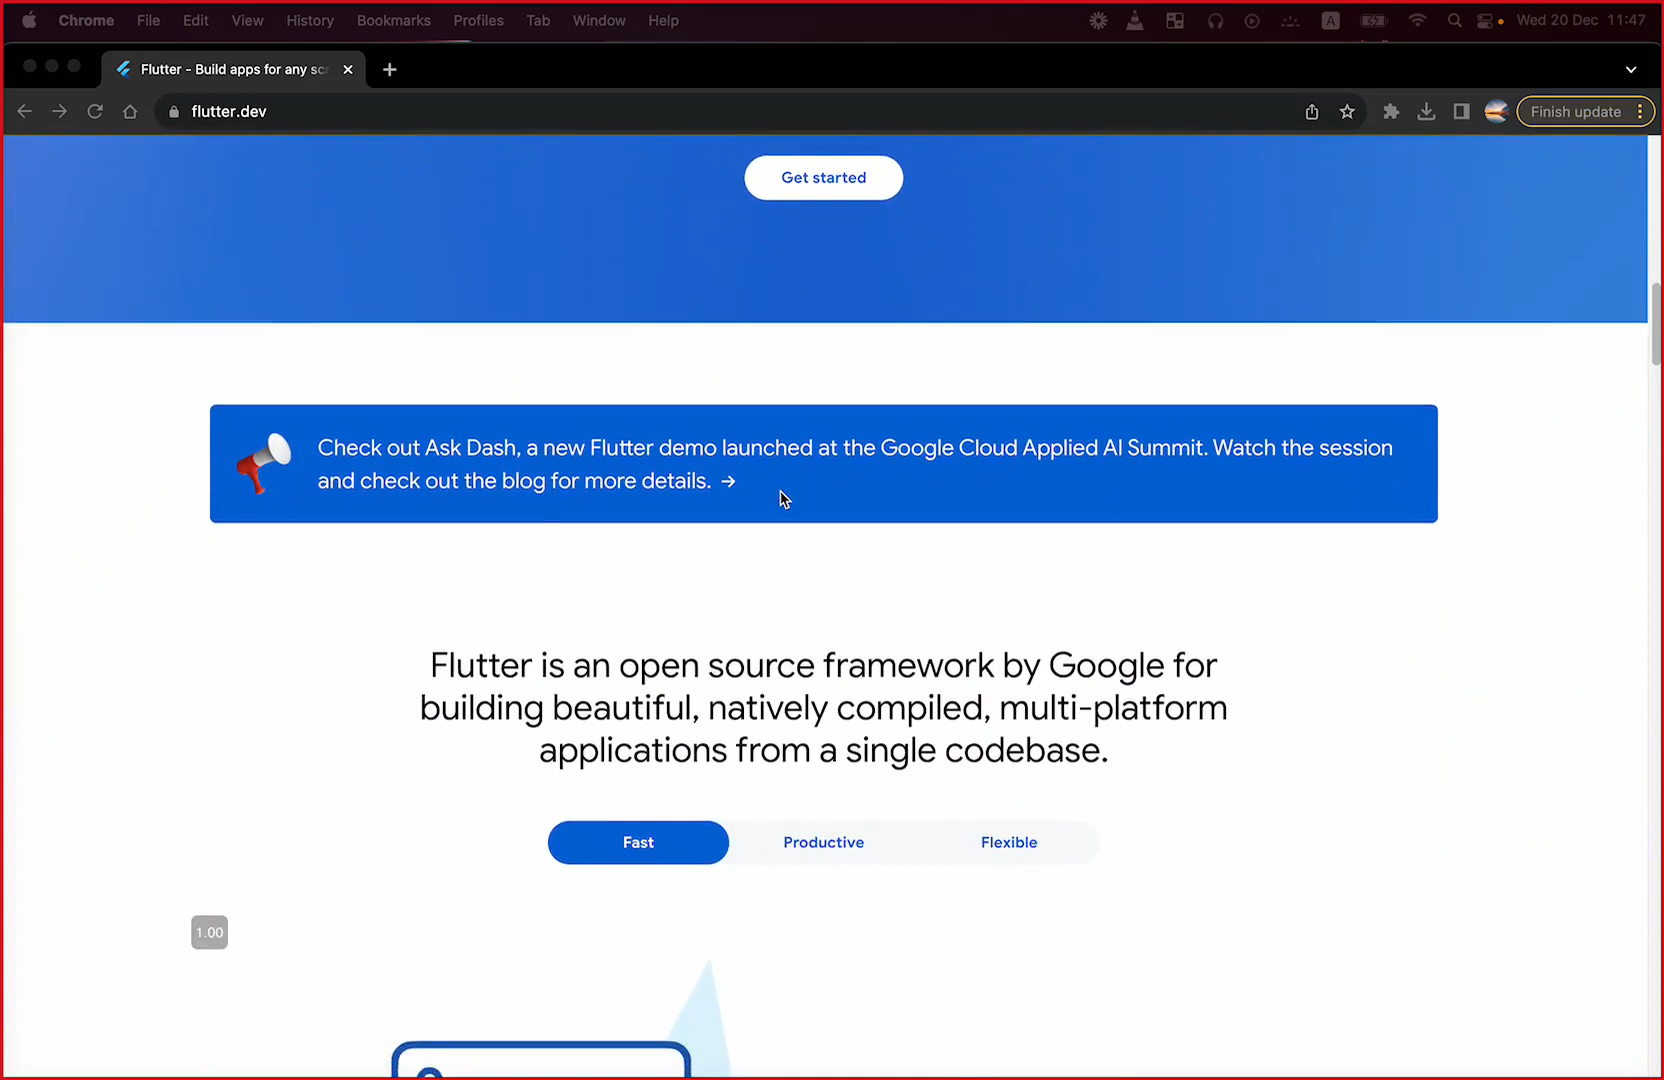 Chrome File Edit View History Bookmarks Profiles Tab Window Help A Wed 20 Dec 11:47
Flutter - Build apps for any scr
flutter.dev Finish update
Get started
Check out Ask Dash, a new Flutter demo launched at the Google Cloud Applied AI Summit. Watch the session
and check out the blog for more details. →
Flutter is an open source framework by Google for
building beautiful, natively compiled, multi-platform
applications from a single codebase.
Fast Productive Flexible
1.00